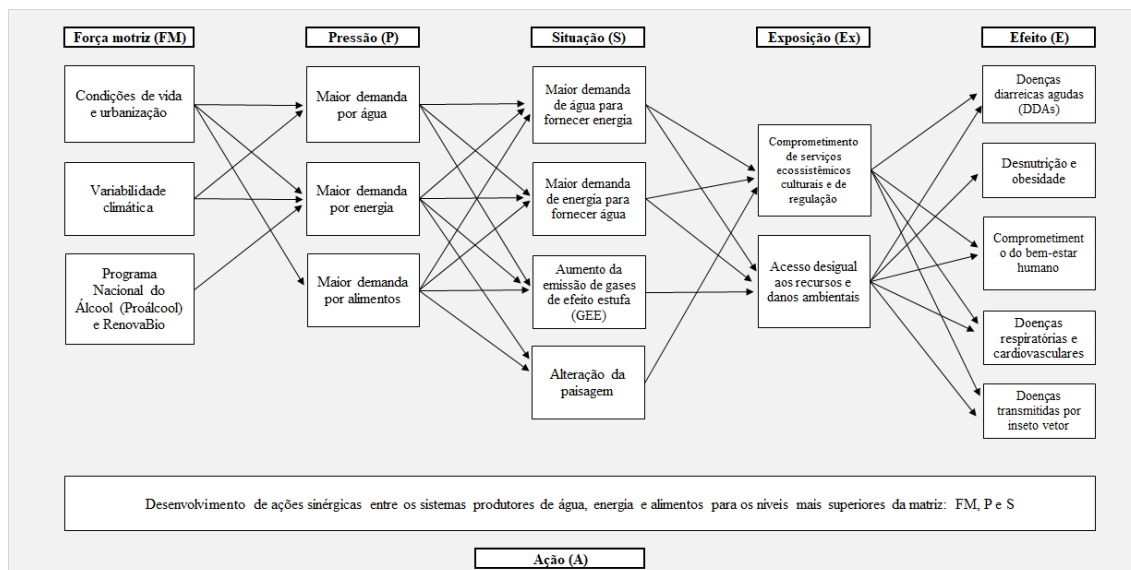 Força matriz (FM)
Pressão (P)
Situação (S)
Exposição (Ex)
Efeito (E)
Condições de vida
e urbanização
Variabilidade
climática
Programa
Nacional do
Álcool (Proálcool)
e RenovaBio
Maior demanda
por água
Maior demanda
por energia
Maior demanda
por alimentos
Maior demanda
de água para
fornecer energia
Maior demanda
de energia para
fornecer água
Aumento da
emissão de gases
de efeito estufa
(GEE)
Alteração da
paisagem
Comprometimento
de serviços
ecossistêmicos
culturais e de
regulação
Acesso desigual
aos recursos e
danos ambientais
Doenças
diarreicas agudas
(DDAs)
Desnutrição e
obesidade
Comprometiment
o do bem-estar
humano
Doenças
respiratórias e
cardiovasculares
Doenças
transmitidas por
inseto vetor
Desenvolvimento de ações sinérgicas entre os sistemas produtores de água, energia e alimentos para os níveis mais superiores da matriz: FM, P e S
Ação (A)